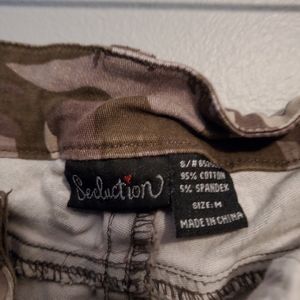 Seduction
95% COTTON
5% SPANDEX
SIZE: M
MADE IN CHINA